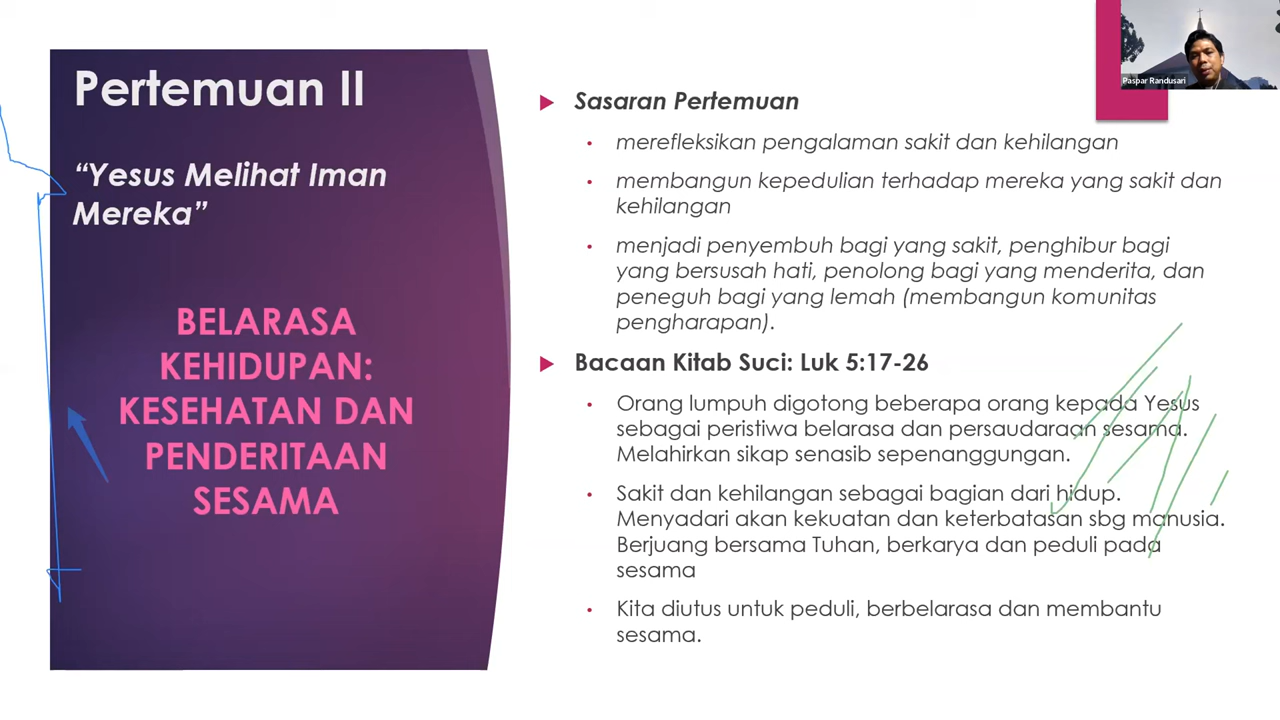 Pertemuan II
“Yesus Melihat Iman
Mereka”
BELARASA
KEHIDUPAN:
KESEHATAN DAN
PENDERITAAN
SESAMA
Paspar Randusari
Sasaran Pertemuan
merefleksikan pengalaman sakit dan kehilangan
membangun kepedulian terhadap mereka yang sakit dan
kehilangan
menjadi penyembuh bagi yang sakit, penghibur bagi
yang bersusah hati, penolong bagi yang menderita, dan
peneguh bagi yang lemah (membangun komunitas
pengharapan).
Bacaan Kitab Suci: Luk 5:17-26
Orang lumpuh digotong beberapa orang kepada Yesus
sebagai peristiwa belarasa dan persaudaraan sesama.
Melahirkan sikap senasib sepenanggungan.
Sakit dan kehilangan sebagai bagian dari hidup.
Menyadari akan kekuatan dan keterbatasan sbg manusia.
Berjuang bersama Tuhan, berkarya dan peduli pada
sesama
Kita diutus untuk peduli, berbelarasa dan membantu
sesama.